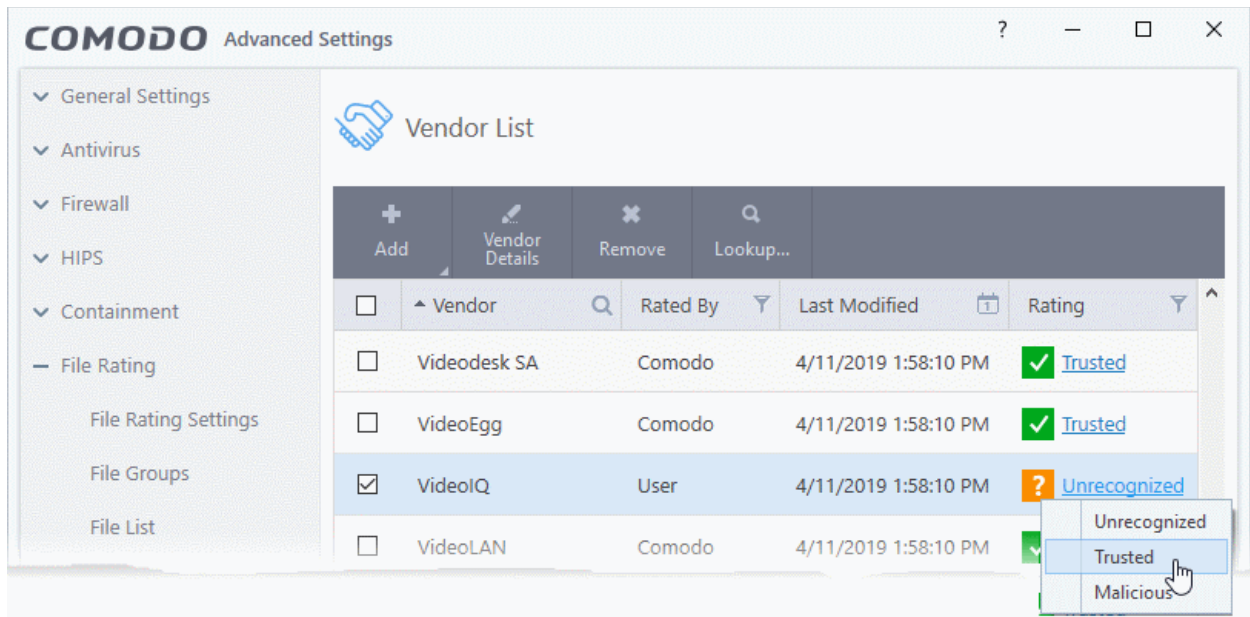 COMODO Advanced Settings ?
General Settings
Antivirus
Firewall
HIPS
Containment
File Rating
File Rating Settings
File Groups
File List
Vendor List
Add
Vendor
Details
Remove
Lookup...
Vendor Rated By Last Modified 1 Rating
Videodesk SA Comodo 4/11/2019 1:58:10 PM Trusted
VideoEgg Comodo 4/11/2019 1:58:10 PM Trusted
VideoIQ User 4/11/2019 1:58:10 PM ? Unrecognized
VideoLAN Comodo 4/11/2019 1:58:10 PM
Unrecognized
Trusted
Malicious